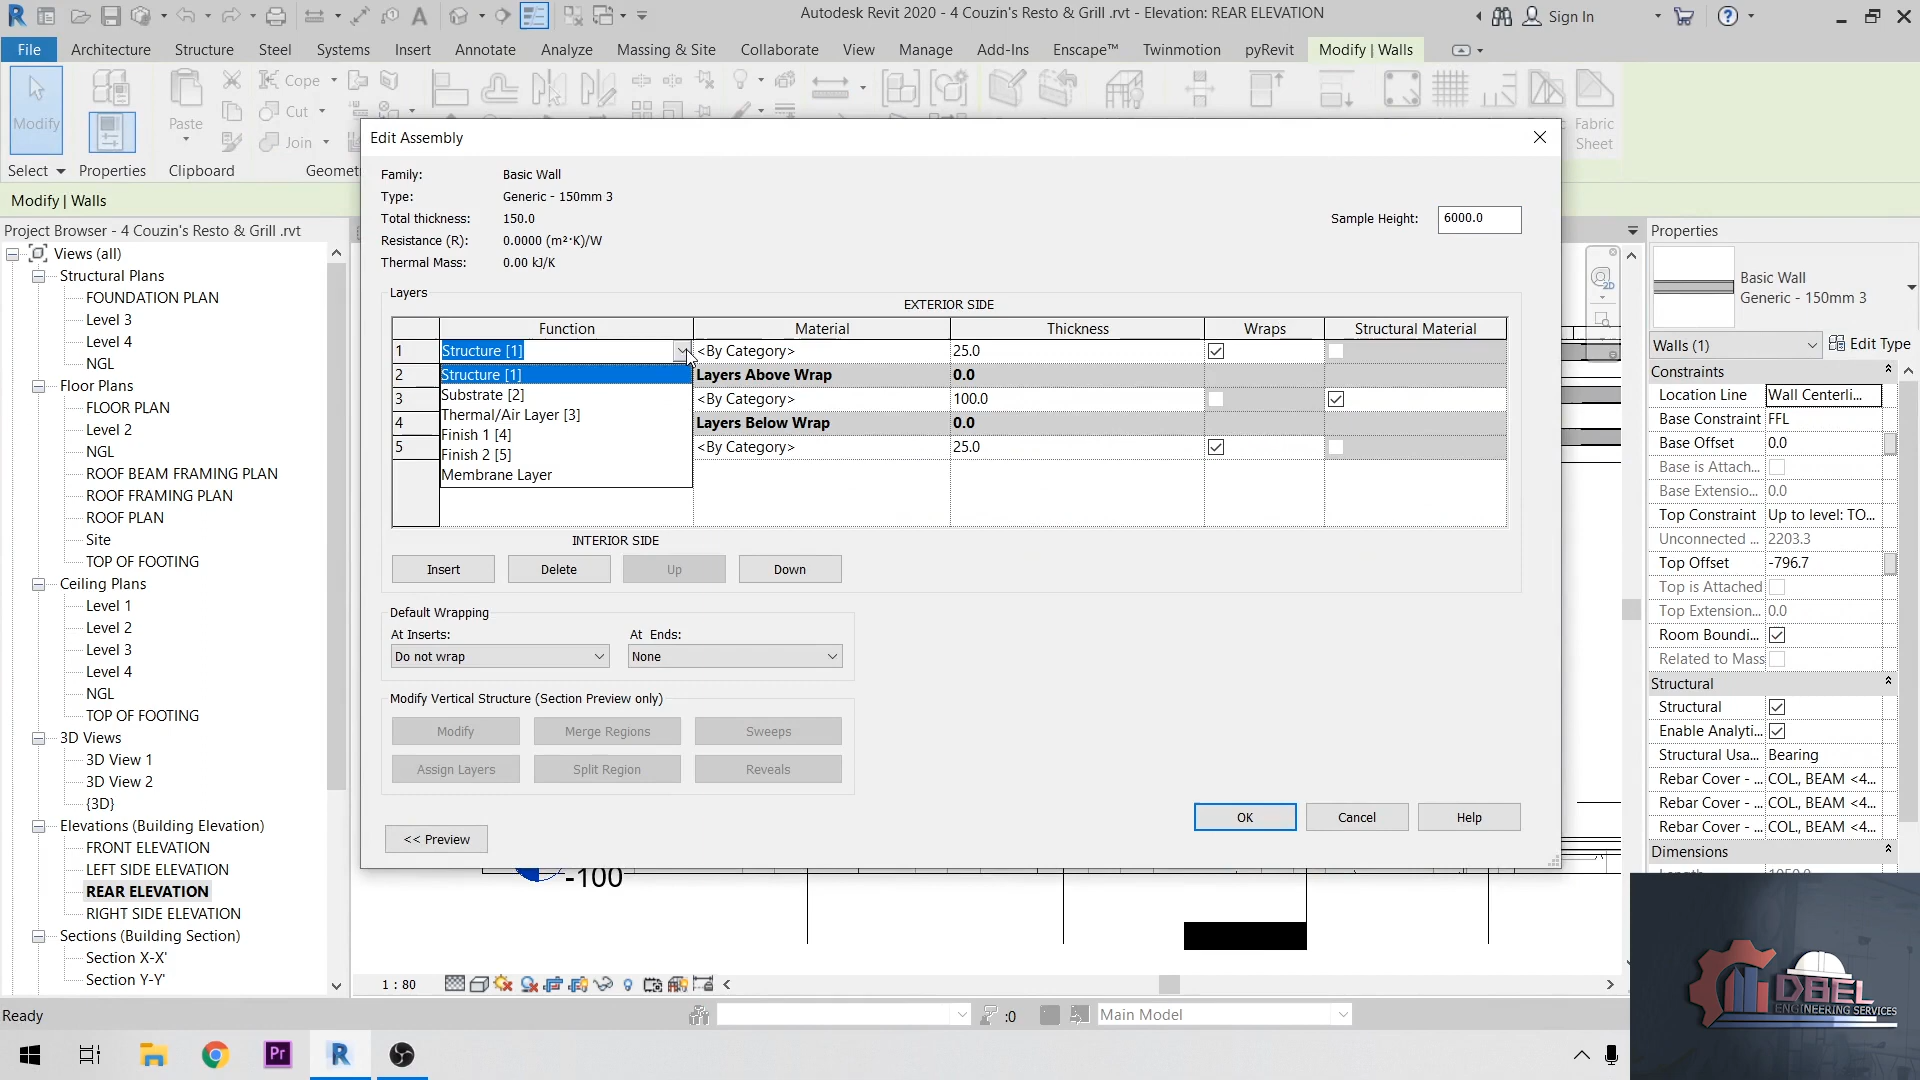 Autodesk Revit 2020 - 4 Couzin's Resto & Grill .rvt - Elevation: REAR ELEVATION
Sign In
File Architecture Structure Steel Systems Insert Annotate Analyze Massing & Site Collaborate View Manage Add-Ins Enscape™ Twinmotion pyRevit Modify | Walls
Modify
Paste
Cope
Cut
Join
Fabric
Sheet
Select Properties Clipboard Geomet
Modify | Walls
Project Browser - 4 Couzin's Resto & Grill .rvt
Views (all)
Structural Plans
FOUNDATION PLAN
Level 3
Level 4
NGL
Floor Plans
FLOOR PLAN
Level 2
NGL
ROOF BEAM FRAMING PLAN
ROOF FRAMING PLAN
ROOF PLAN
Site
TOP OF FOOTING
Ceiling Plans
Level 1
Level 2
Level 3
Level 4
NGL
TOP OF FOOTING
3D Views
3D View 1
3D View 2
{3D}
Elevations (Building Elevation)
FRONT ELEVATION
LEFT SIDE ELEVATION
REAR ELEVATION
RIGHT SIDE ELEVATION
Sections (Building Section)
Section X-X'
Section Y-Y'
Edit Assembly
Family: Basic Wall
Type: Generic - 150mm 3
Total thickness: 150.0
Resistance (R): 0.0000 (m²·K)/W
Thermal Mass: 0.00 kJ/K
Sample Height: 6000.0
Layers
EXTERIOR SIDE
Function Material Thickness Wraps Structural Material
1 Structure [1] <By Category> 25.0
2 Layers Above Wrap 0.0
3 <By Category> 100.0
4 Layers Below Wrap 0.0
5 <By Category> 25.0
Structure [1]
Substrate [2]
Thermal/Air Layer [3]
Finish 1 [4]
Finish 2 [5]
Membrane Layer
INTERIOR SIDE
Insert Delete Up Down
Default Wrapping
At Inserts: At Ends:
Do not wrap None
Modify Vertical Structure (Section Preview only)
Modify Merge Regions Sweeps
Assign Layers Split Region Reveals
OK Cancel Help
<< Preview
-100
2D
Properties
Basic Wall
Generic - 150mm 3
Walls (1) Edit Type
Constraints
Location Line Wall Centerli...
Base Constraint FFL
Base Offset 0.0
Base is Attach...
Base Extensio... 0.0
Top Constraint Up to level: TO...
Unconnected ... 2203.3
Top Offset -796.7
Top is Attached
Top Extension... 0.0
Room Boundi...
Related to Mass
Structural
Structural
Enable Analyti...
Structural Usa... Bearing
Rebar Cover - ... COL., BEAM <4...
Rebar Cover - ... COL., BEAM <4...
Rebar Cover - ... COL., BEAM <4...
Dimensions
1 : 80
Ready
:0
Main Model
Pr
R
DBEL
ENGINEERING SERVICES